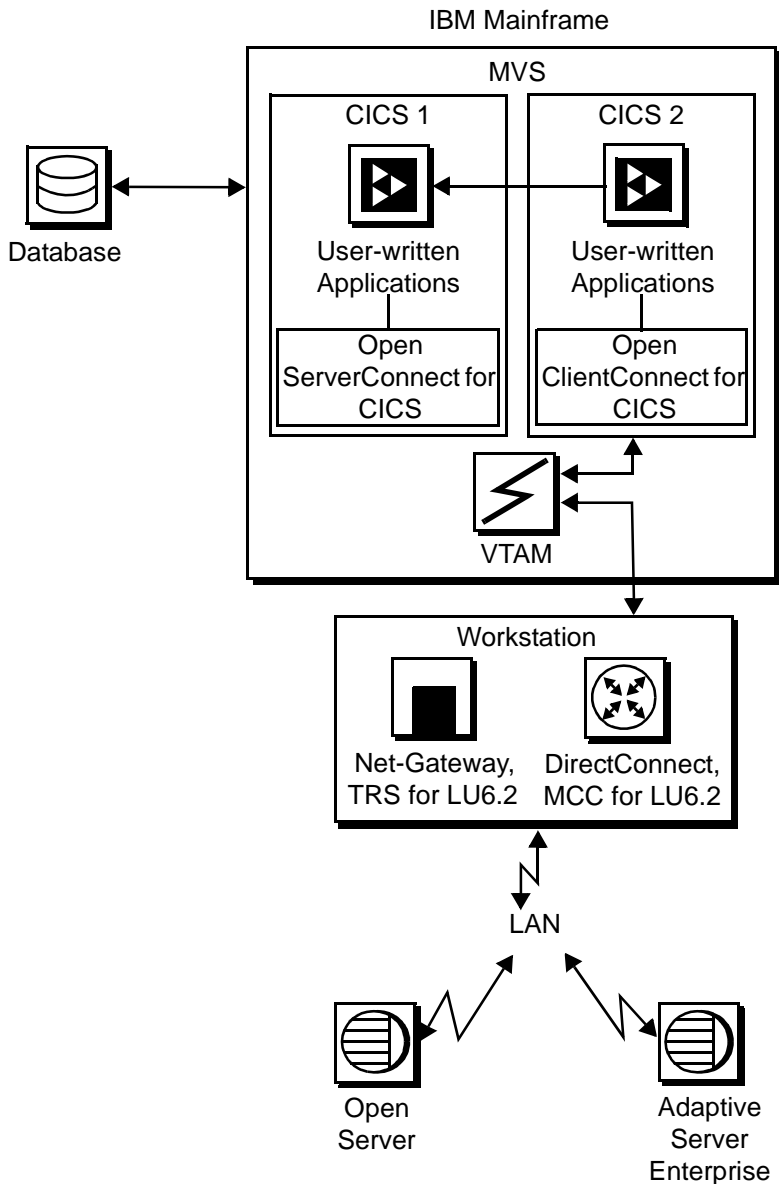 IBM Mainframe
MVS
CICS 1
CICS 2
Database
User-written
Applications
User-written
Applications
Open
ServerConnect for
CICS
Open
ClientConnect for
CICS
VTAM
Workstation
Net-Gateway,
TRS for LU6.2
DirectConnect,
MCC for LU6.2
LAN
Open
Server
Adaptive
Server
Enterprise